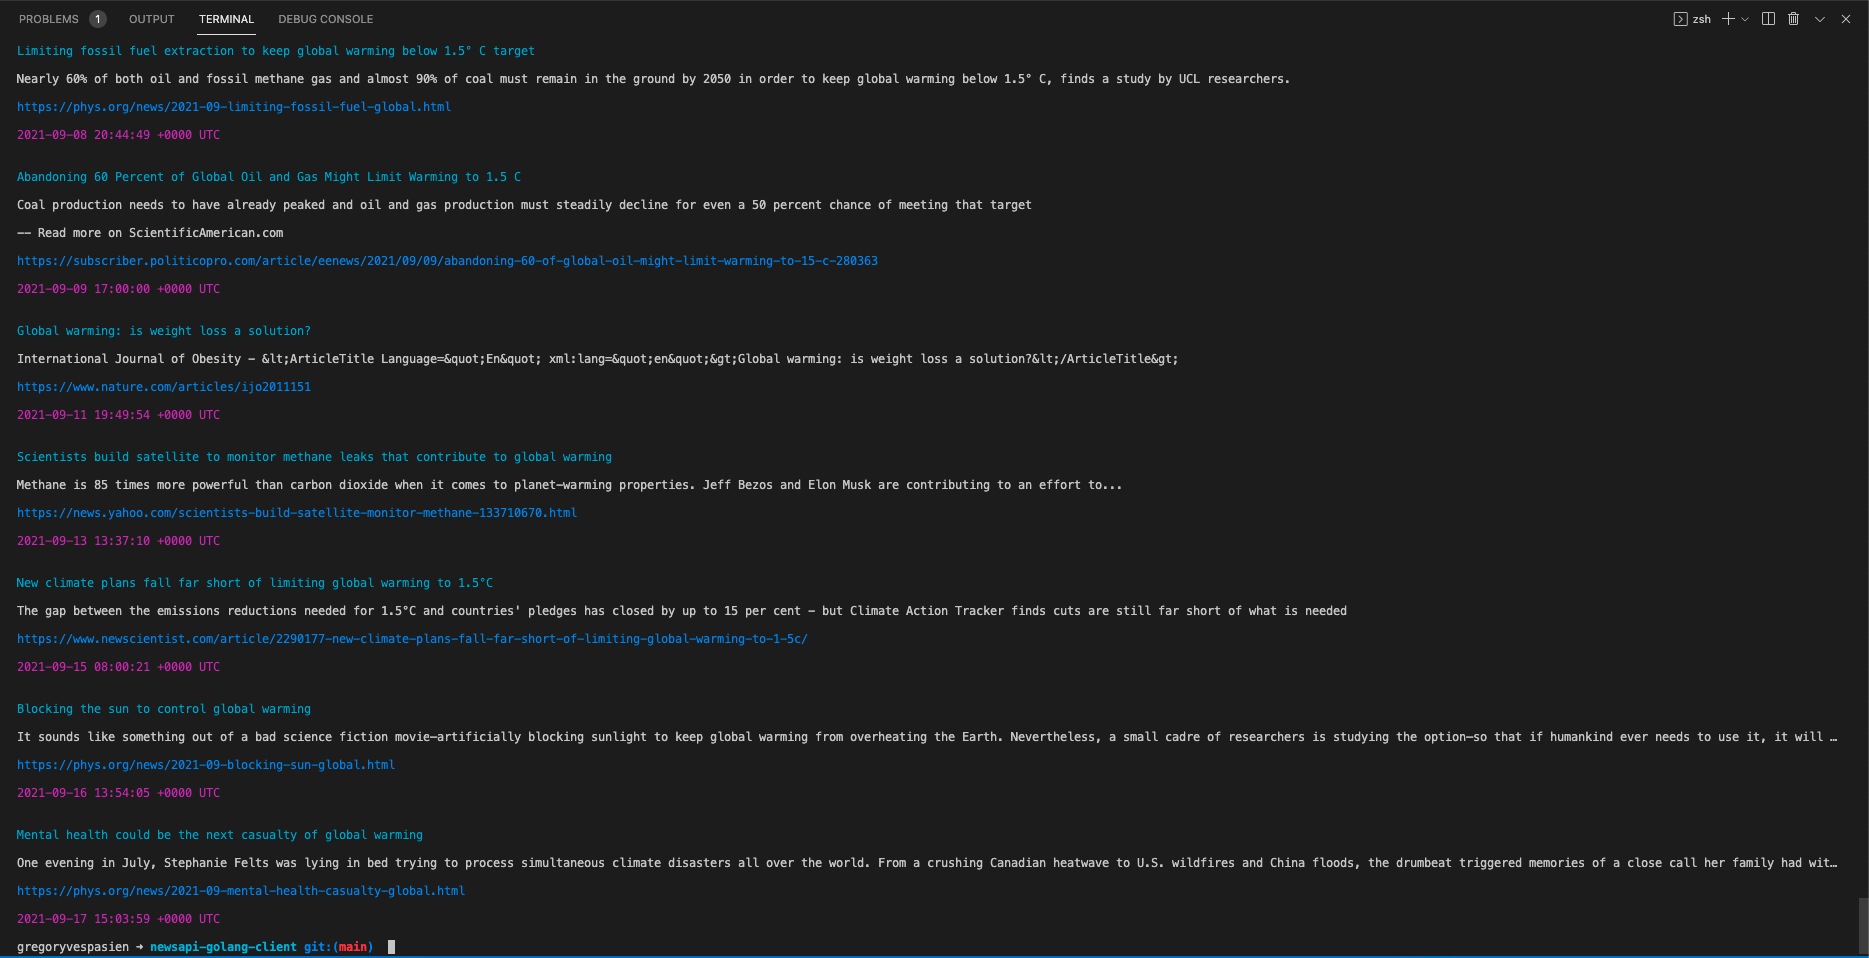 PROBLEMS 1 OUTPUT TERMINAL DEBUG CONSOLE zsh
Limiting fossil fuel extraction to keep global warming below 1.5° C target
Nearly 60% of both oil and fossil methane gas and almost 90% of coal must remain in the ground by 2050 in order to keep global warming below 1.5° C, finds a study by UCL researchers.
https://phys.org/news/2021-09-limiting-fossil-fuel-global.html
2021-09-08 20:44:49 +0000 UTC
Abandoning 60 Percent of Global Oil and Gas Might Limit Warming to 1.5 C
Coal production needs to have already peaked and oil and gas production must steadily decline for even a 50 percent chance of meeting that target
-- Read more on ScientificAmerican.com
https://subscriber.politicopro.com/article/eenews/2021/09/09/abandoning-60-of-global-oil-might-limit-warming-to-15-c-280363
2021-09-09 17:00:00 +0000 UTC
Global warming: is weight loss a solution?
International Journal of Obesity - &lt;ArticleTitle Language=&quot;En&quot; xml:lang=&quot;en&quot;&gt;Global warming: is weight loss a solution?&lt;/ArticleTitle&gt;
https://www.nature.com/articles/ijo2011151
2021-09-11 19:49:54 +0000 UTC
Scientists build satellite to monitor methane leaks that contribute to global warming
Methane is 85 times more powerful than carbon dioxide when it comes to planet-warming properties. Jeff Bezos and Elon Musk are contributing to an effort to...
https://news.yahoo.com/scientists-build-satellite-monitor-methane-133710670.html
2021-09-13 13:37:10 +0000 UTC
New climate plans fall far short of limiting global warming to 1.5°C
The gap between the emissions reductions needed for 1.5°C and countries' pledges has closed by up to 15 per cent - but Climate Action Tracker finds cuts are still far short of what is needed
https://www.newscientist.com/article/2290177-new-climate-plans-fall-far-short-of-limiting-global-warming-to-1-5c/
2021-09-15 08:00:21 +0000 UTC
Blocking the sun to control global warming
It sounds like something out of a bad science fiction movie—artificially blocking sunlight to keep global warming from overheating the Earth. Nevertheless, a small cadre of researchers is studying the option—so that if humankind ever needs to use it, it will …
https://phys.org/news/2021-09-blocking-sun-global.html
2021-09-16 13:54:05 +0000 UTC
Mental health could be the next casualty of global warming
One evening in July, Stephanie Felts was lying in bed trying to process simultaneous climate disasters all over the world. From a crushing Canadian heatwave to U.S. wildfires and China floods, the drumbeat triggered memories of a close call her family had wit…
https://phys.org/news/2021-09-mental-health-casualty-global.html
2021-09-17 15:03:59 +0000 UTC
gregoryvespasien ➜ newsapi-golang-client git:(main)